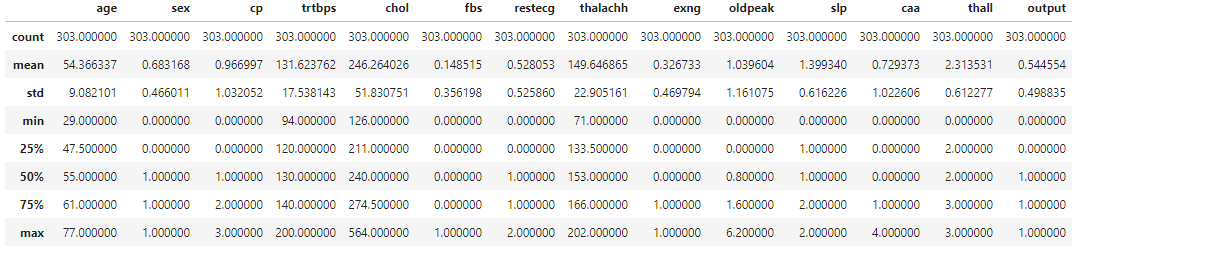 age sex cp trtbps chol fbs restecg thalachh exng oldpeak slp caa thall output
count 303.000000 303.000000 303.000000 303.000000 303.000000 303.000000 303.000000 303.000000 303.000000 303.000000 303.000000 303.000000 303.000000 303.000000
mean 54.366337 0.683168 0.966997 131.623762 246.264026 0.148515 0.528053 149.646865 0.326733 1.039604 1.399340 0.729373 2.313531 0.544554
std 9.082101 0.466011 1.032052 17.538143 51.830751 0.356198 0.525860 22.905161 0.469794 1.161075 0.616226 1.022606 0.612277 0.498835
min 29.000000 0.000000 0.000000 94.000000 126.000000 0.000000 0.000000 71.000000 0.000000 0.000000 0.000000 0.000000 0.000000 0.000000
25% 47.500000 0.000000 0.000000 120.000000 211.000000 0.000000 0.000000 133.500000 0.000000 0.000000 1.000000 0.000000 2.000000 0.000000
50% 55.000000 1.000000 1.000000 130.000000 240.000000 0.000000 1.000000 153.000000 0.000000 0.800000 1.000000 0.000000 2.000000 1.000000
75% 61.000000 1.000000 2.000000 140.000000 274.500000 0.000000 1.000000 166.000000 1.000000 1.600000 2.000000 1.000000 3.000000 1.000000
max 77.000000 1.000000 3.000000 200.000000 564.000000 1.000000 2.000000 202.000000 1.000000 6.200000 2.000000 4.000000 3.000000 1.000000